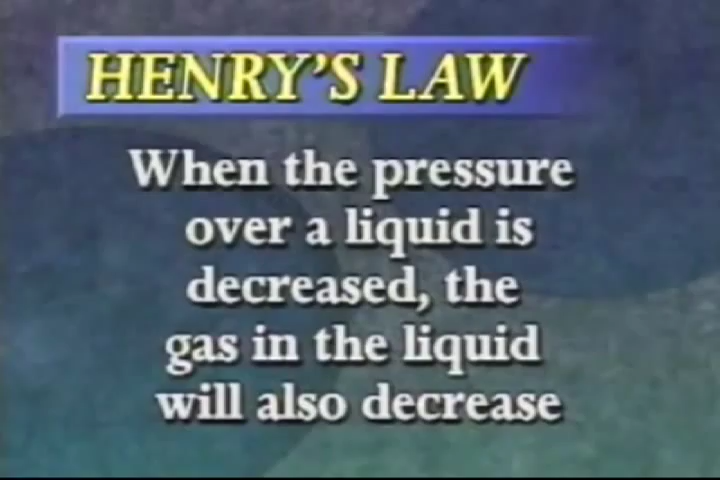 HENRY'S LAW
When the pressure
over a liquid is
decreased, the
gas in the liquid
will also decrease